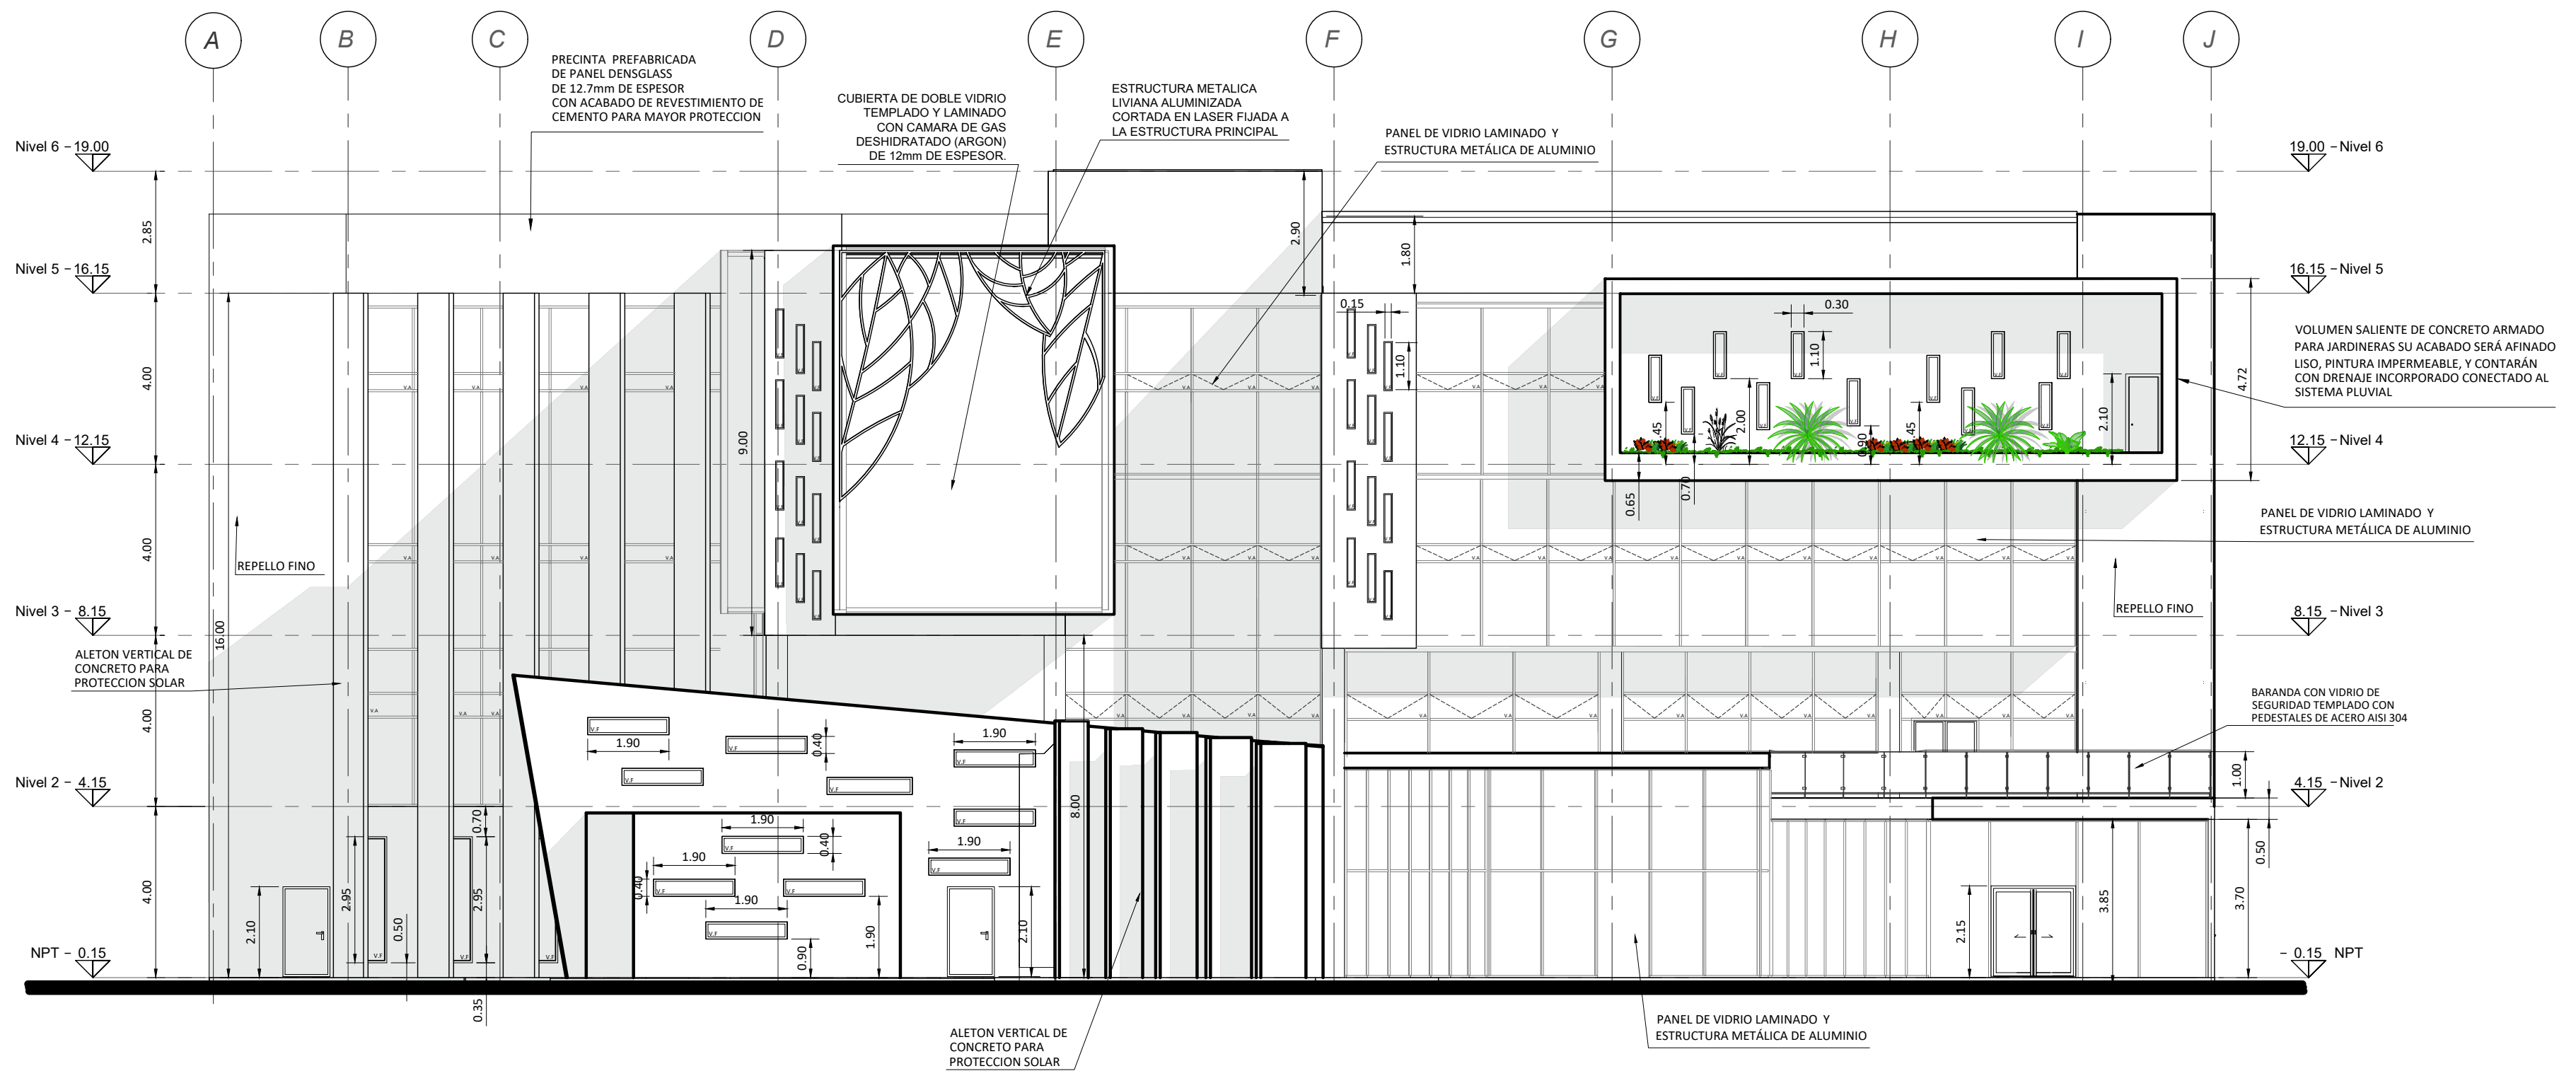 A
B
C
D
E
F
G
H
I
J
PRECINTA PREFABRICADA
DE PANEL DENSGLASS
DE 12.7mm DE ESPESOR
CON ACABADO DE REVESTIMIENTO DE
CEMENTO PARA MAYOR PROTECCION
CUBIERTA DE DOBLE VIDRIO
TEMPLADO Y LAMINADO
CON CAMARA DE GAS
DESHIDRATADO (ARGON)
DE 12mm DE ESPESOR.
ESTRUCTURA METALICA
LIVIANA ALUMINIZADA
CORTADA EN LASER FIJADA A
LA ESTRUCTURA PRINCIPAL
PANEL DE VIDRIO LAMINADO Y
ESTRUCTURA METÁLICA DE ALUMINIO
Nivel 6 - 19.00
19.00 - Nivel 6
2.85
2.90
1.80
Nivel 5 - 16.15
16.15 - Nivel 5
0.15
0.30
1.10
1.10
4.72
VOLUMEN SALIENTE DE CONCRETO ARMADO
PARA JARDINERAS SU ACABADO SERÁ AFINADO
LISO, PINTURA IMPERMEABLE, Y CONTARÁN
CON DRENAJE INCORPORADO CONECTADO AL
SISTEMA PLUVIAL
4.00
9.00
2.00
2.10
.45
0.90
.45
Nivel 4 - 12.15
12.15 - Nivel 4
0.65
0.70
PANEL DE VIDRIO LAMINADO Y
ESTRUCTURA METÁLICA DE ALUMINIO
4.00
REPELLO FINO
REPELLO FINO
Nivel 3 - 8.15
8.15 - Nivel 3
16.00
ALETON VERTICAL DE
CONCRETO PARA
PROTECCION SOLAR
4.00
BARANDA CON VIDRIO DE
SEGURIDAD TEMPLADO CON
PEDESTALES DE ACERO AISI 304
V.A
V.A
V.A
V.F
1.90
0.40
1.90
V.F
V.F
V.F
V.F
1.00
Nivel 2 - 4.15
4.15 - Nivel 2
8.00
0.70
1.90
0.40
V.F
V.F
1.90
1.90
V.F
V.F
V.F
0.40
1.90
V.F
0.50
4.00
2.10
2.95
0.50
2.95
0.90
1.90
2.10
2.15
3.85
3.70
V.F
V.F
V.F
NPT - 0.15
- 0.15 NPT
0.35
ALETON VERTICAL DE
CONCRETO PARA
PROTECCION SOLAR
PANEL DE VIDRIO LAMINADO Y
ESTRUCTURA METÁLICA DE ALUMINIO